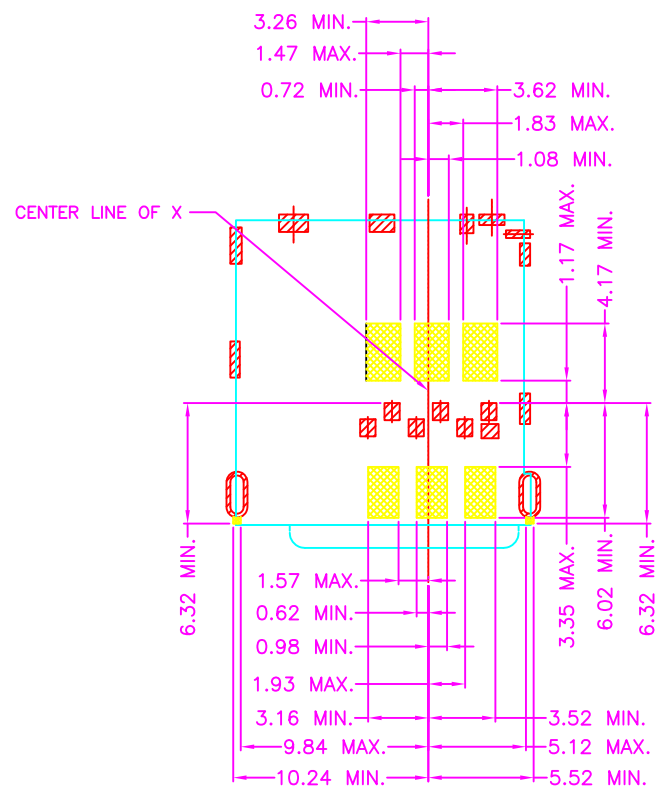 3.26 MIN.
1.47 MAX.
0.72 MIN.
3.62 MIN.
1.83 MAX.
1.08 MIN.
CENTER LINE OF X
1.17 MAX.
4.17 MIN.
6.32 MIN.
3.35 MAX.
6.02 MIN.
6.32 MIN.
1.57 MAX.
0.62 MIN.
0.98 MIN.
1.93 MAX.
3.16 MIN.
3.52 MIN.
9.84 MAX.
5.12 MAX.
10.24 MIN.
5.52 MIN.